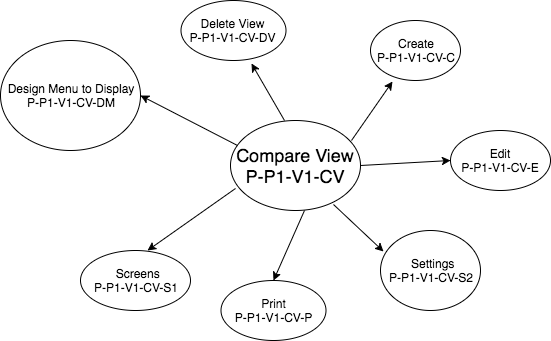 Delete View
P-P1-V1-CV-DV
Create
P-P1-V1-CV-C
Design Menu to Display
P-P1-V1-CV-DM
Compare View
P-P1-V1-CV
Edit
P-P1-V1-CV-E
Screens
P-P1-V1-CV-S1
Settings
P-P1-V1-CV-S2
Print
P-P1-V1-CV-P